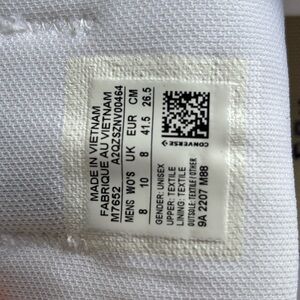 MADE IN VIETNAM
FABRIQUE AU VIETNAM
M7652 A2QZSZNV00464
MENS WO'S UK EUR CM
8 10 8 41.5 26.5
GENDER: UNISEX
UPPER: TEXTILE
LINING: TEXTILE
OUTSOLE: TEXTILE/OTHER
9A 2207 M88
CONVERSE